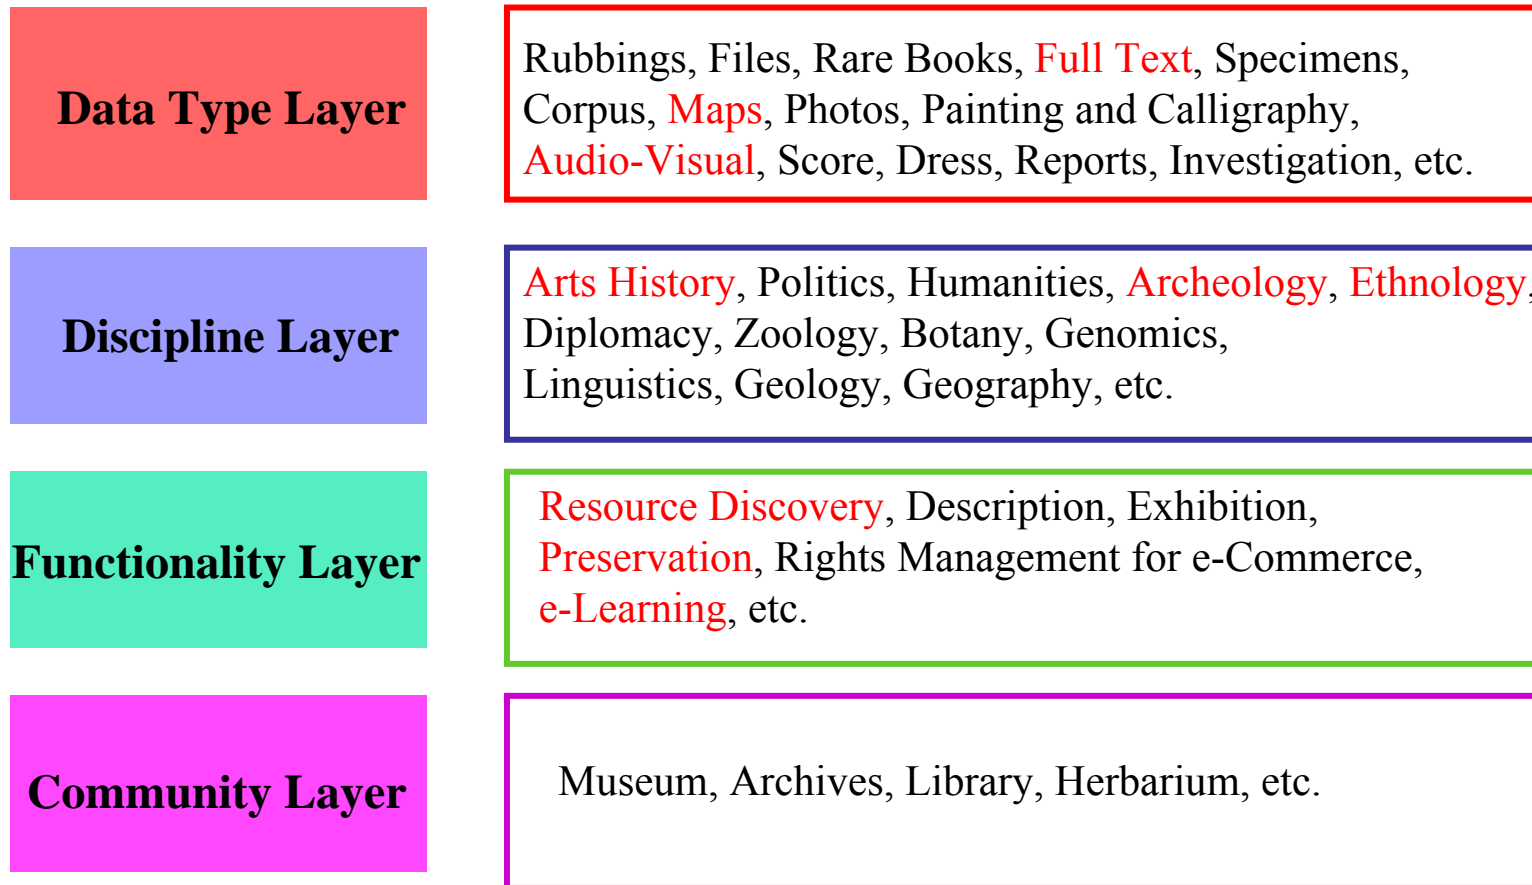 Data Type Layer
Rubbings, Files, Rare Books, Full Text, Specimens,
Corpus, Maps, Photos, Painting and Calligraphy,
Audio-Visual, Score, Dress, Reports, Investigation, etc.
Discipline Layer
Arts History, Politics, Humanities, Archeology, Ethnology,
Diplomacy, Zoology, Botany, Genomics,
Linguistics, Geology, Geography, etc.
Functionality Layer
Resource Discovery, Description, Exhibition,
Preservation, Rights Management for e-Commerce,
e-Learning, etc.
Community Layer
Museum, Archives, Library, Herbarium, etc.